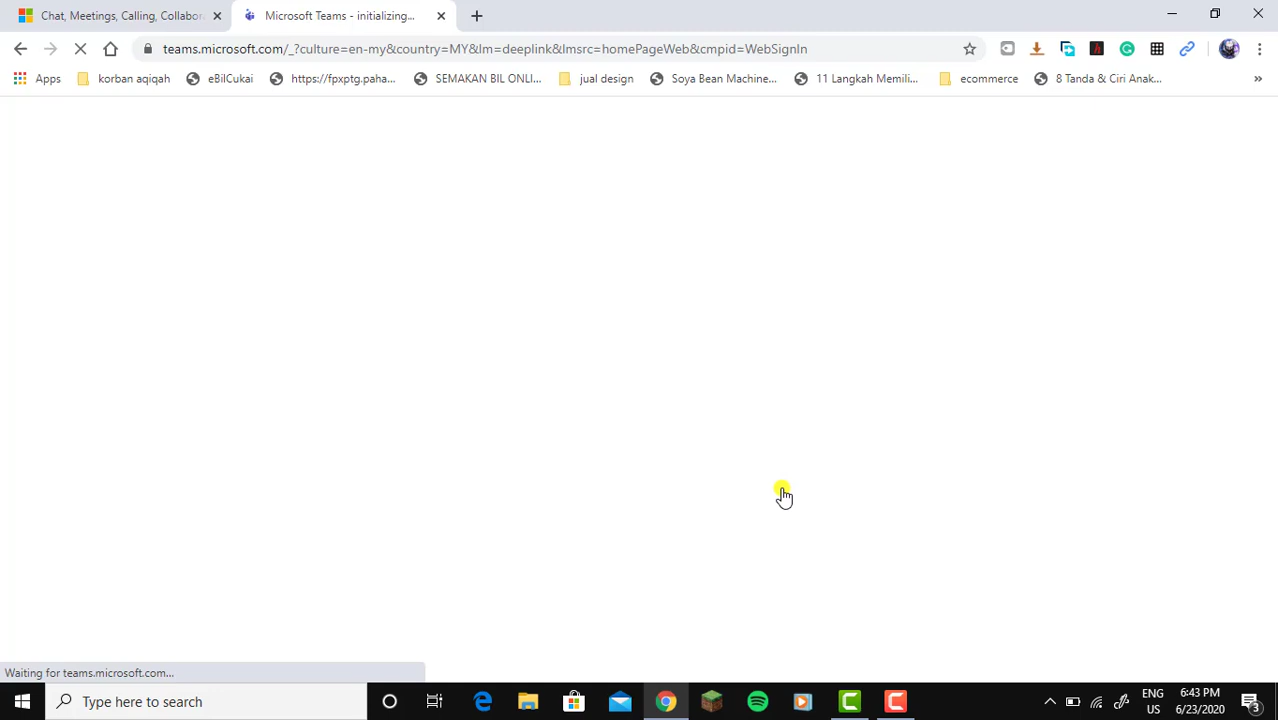 Chat, Meetings, Calling, Collabor
Microsoft Teams - initializing...
teams.microsoft.com/_?culture=en-my&country=MY&lm=deeplink&lmsrc=homePageWeb&cmpid=WebSignIn
Apps korban aqiqah eBilCukai https://fpxptg.paha... SEMAKAN BIL ONLI... jual design Soya Bean Machine... 11 Langkah Memili... ecommerce 8 Tanda & Ciri Anak... »
Waiting for teams.microsoft.com...
Type here to search
ENG
US
6:43 PM
6/23/2020
3